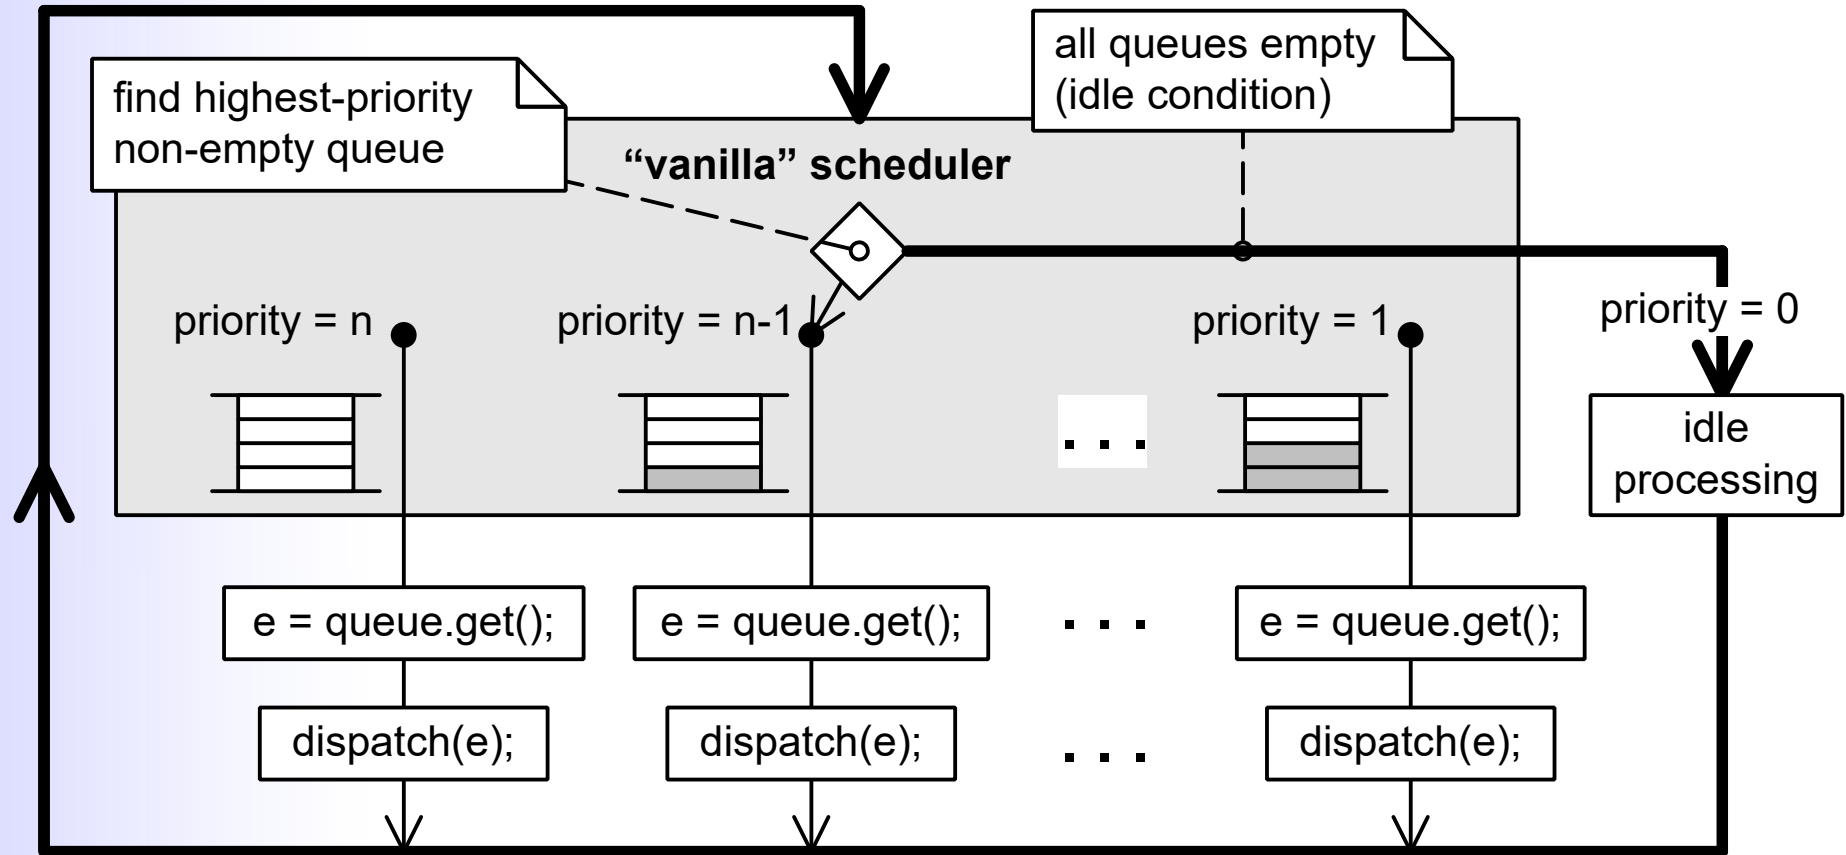 all queues empty
(idle condition)
find highest-priority
non-empty queue
“vanilla” scheduler
priority = n
priority = n-1
priority = 1
priority = 0
. . .
idle
processing
e = queue.get();
e = queue.get();
. . .
e = queue.get();
dispatch(e);
dispatch(e);
. . .
dispatch(e);